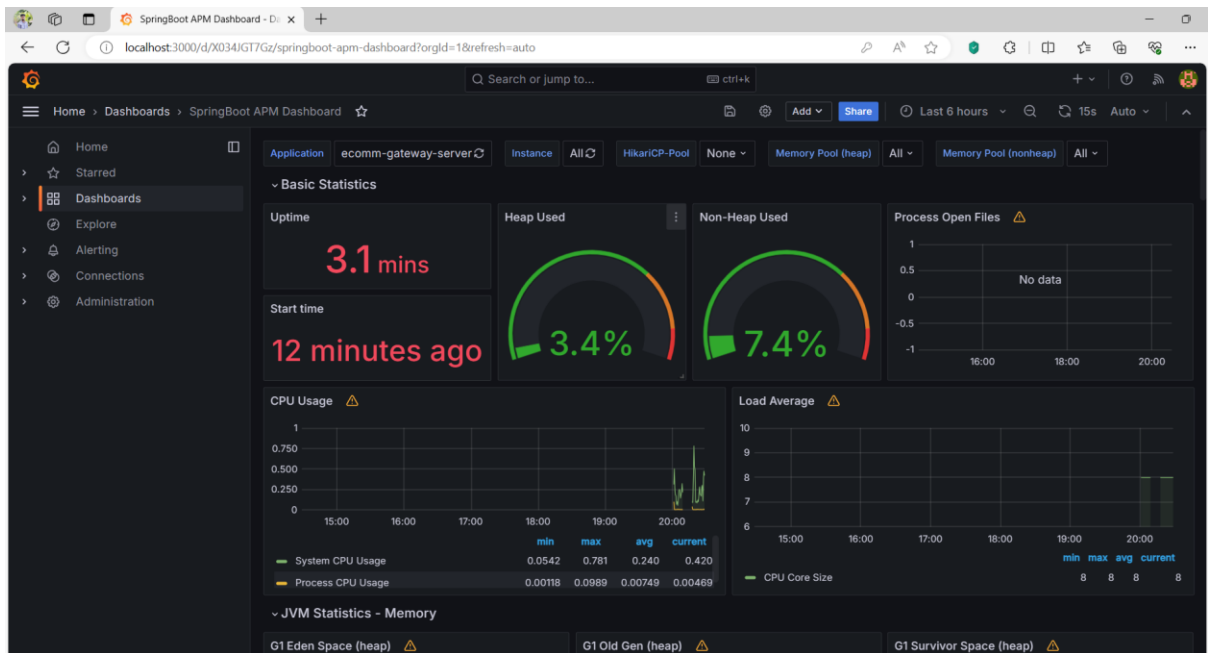 SpringBoot APM Dashboard - Da
localhost:3000/d/X034JGT7Gz/springboot-apm-dashboard?orgId=1&refresh=auto
Search or jump to... ctrl+k
Home › Dashboards › SpringBoot APM Dashboard Add Share Last 6 hours 15s Auto
Home
Starred
Dashboards
Explore
Alerting
Connections
Administration
Application ecomm-gateway-server Instance All HikariCP-Pool None Memory Pool (heap) All Memory Pool (nonheap) All
Basic Statistics
Uptime
3.1 mins
Start time
12 minutes ago
Heap Used
3.4%
Non-Heap Used
7.4%
Process Open Files
1
0.5
0
-0.5
-1
No data
16:00 18:00 20:00
CPU Usage
1
0.750
0.500
0.250
0
15:00 16:00 17:00 18:00 19:00 20:00
min max avg current
System CPU Usage 0.0542 0.781 0.240 0.420
Process CPU Usage 0.00118 0.0989 0.00749 0.00469
Load Average
10
9
8
7
6
15:00 16:00 17:00 18:00 19:00 20:00
min max avg current
CPU Core Size 8 8 8 8
JVM Statistics - Memory
G1 Eden Space (heap)
G1 Old Gen (heap)
G1 Survivor Space (heap)